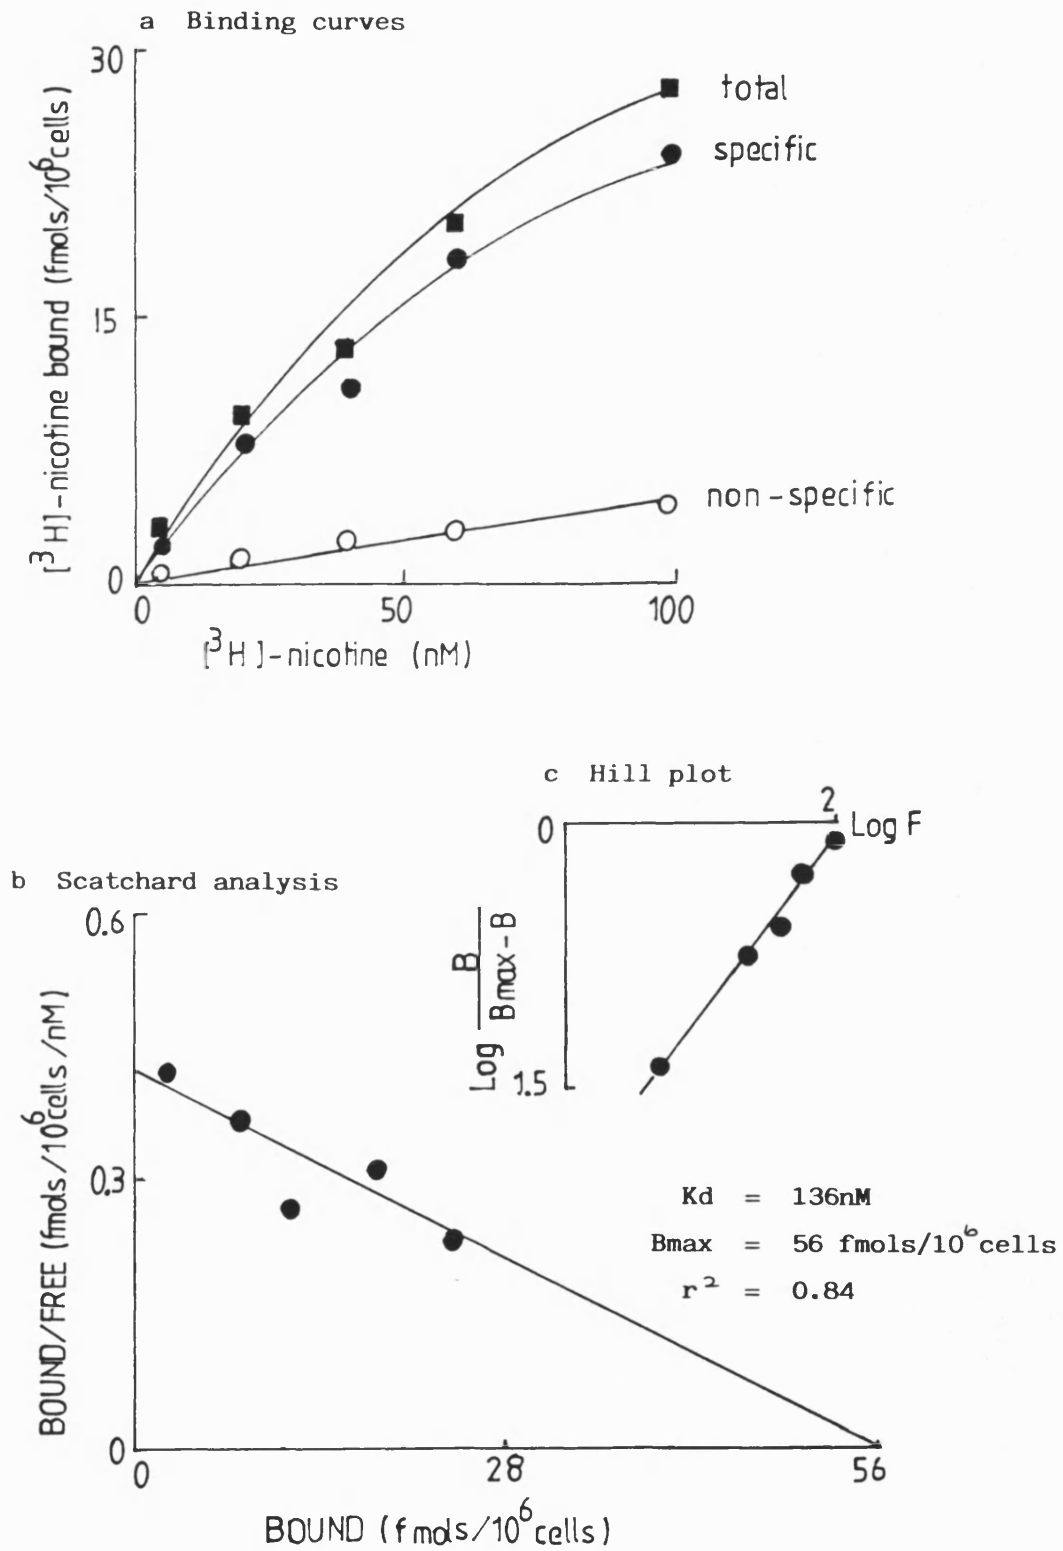 a Binding curves
30
15
0
[³H]-nicotine bound (fmols/10⁶cells)
total
specific
non-specific
0 50 100
[³H]-nicotine (nM)
c Hill plot
2
0
Log F
Log B / Bmax-B
1.5
b Scatchard analysis
0.6
0.3
0
BOUND/FREE (fmols/10⁶cells/nM)
Kd = 136nM
Bmax = 56 fmols/10⁶cells
r² = 0.84
0 28 56
BOUND (fmols/10⁶cells)